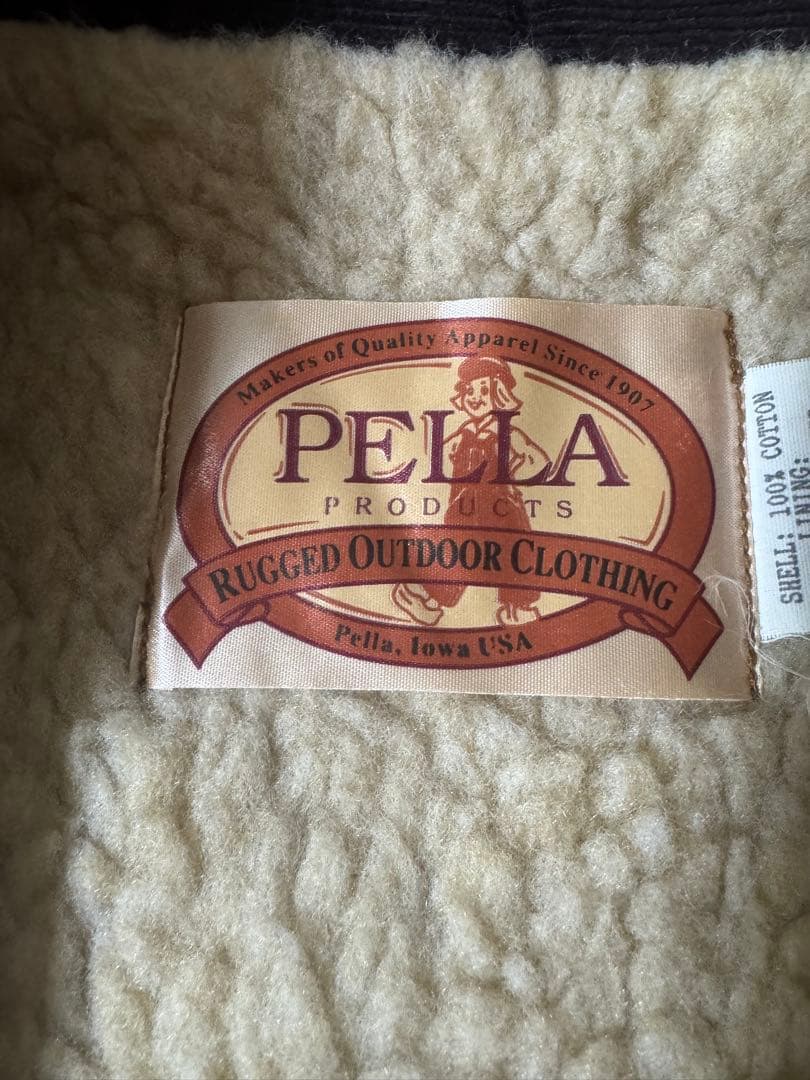 Makers of Quality Apparel Since 1907
PELLA
PRODUCTS
RUGGED OUTDOOR CLOTHING
Pella, Iowa USA
SHELL: 100% COTTON
LINING: